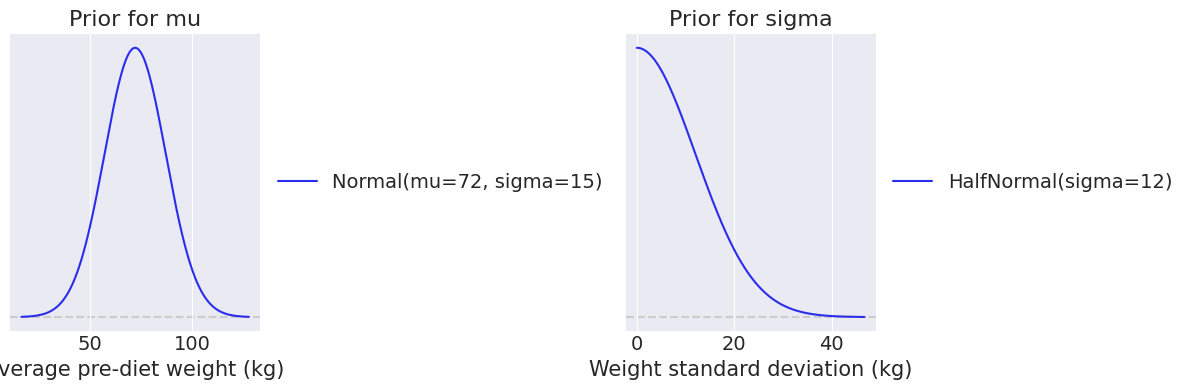 Prior for mu
Normal(mu=72, sigma=15)
50 100
verage pre-diet weight (kg)
Prior for sigma
HalfNormal(sigma=12)
0 20 40
Weight standard deviation (kg)